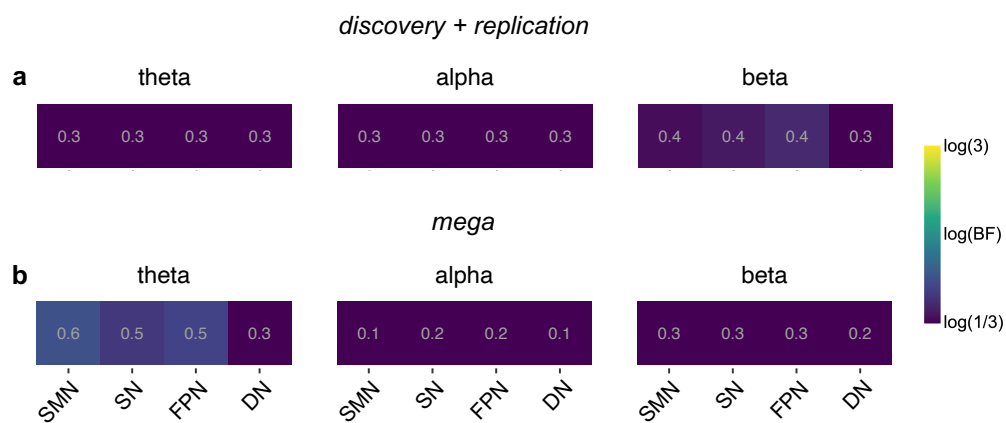 discovery + replication
a
theta alpha beta
0.3 0.3 0.3 0.3 0.3 0.3 0.3 0.3 0.4 0.4 0.4 0.3
log(3)
log(BF)
log(1/3)
mega
b
theta alpha beta
0.6 0.5 0.5 0.3 0.1 0.2 0.2 0.1 0.3 0.3 0.3 0.2
SMN SN FPN DN SMN SN FPN DN SMN SN FPN DN